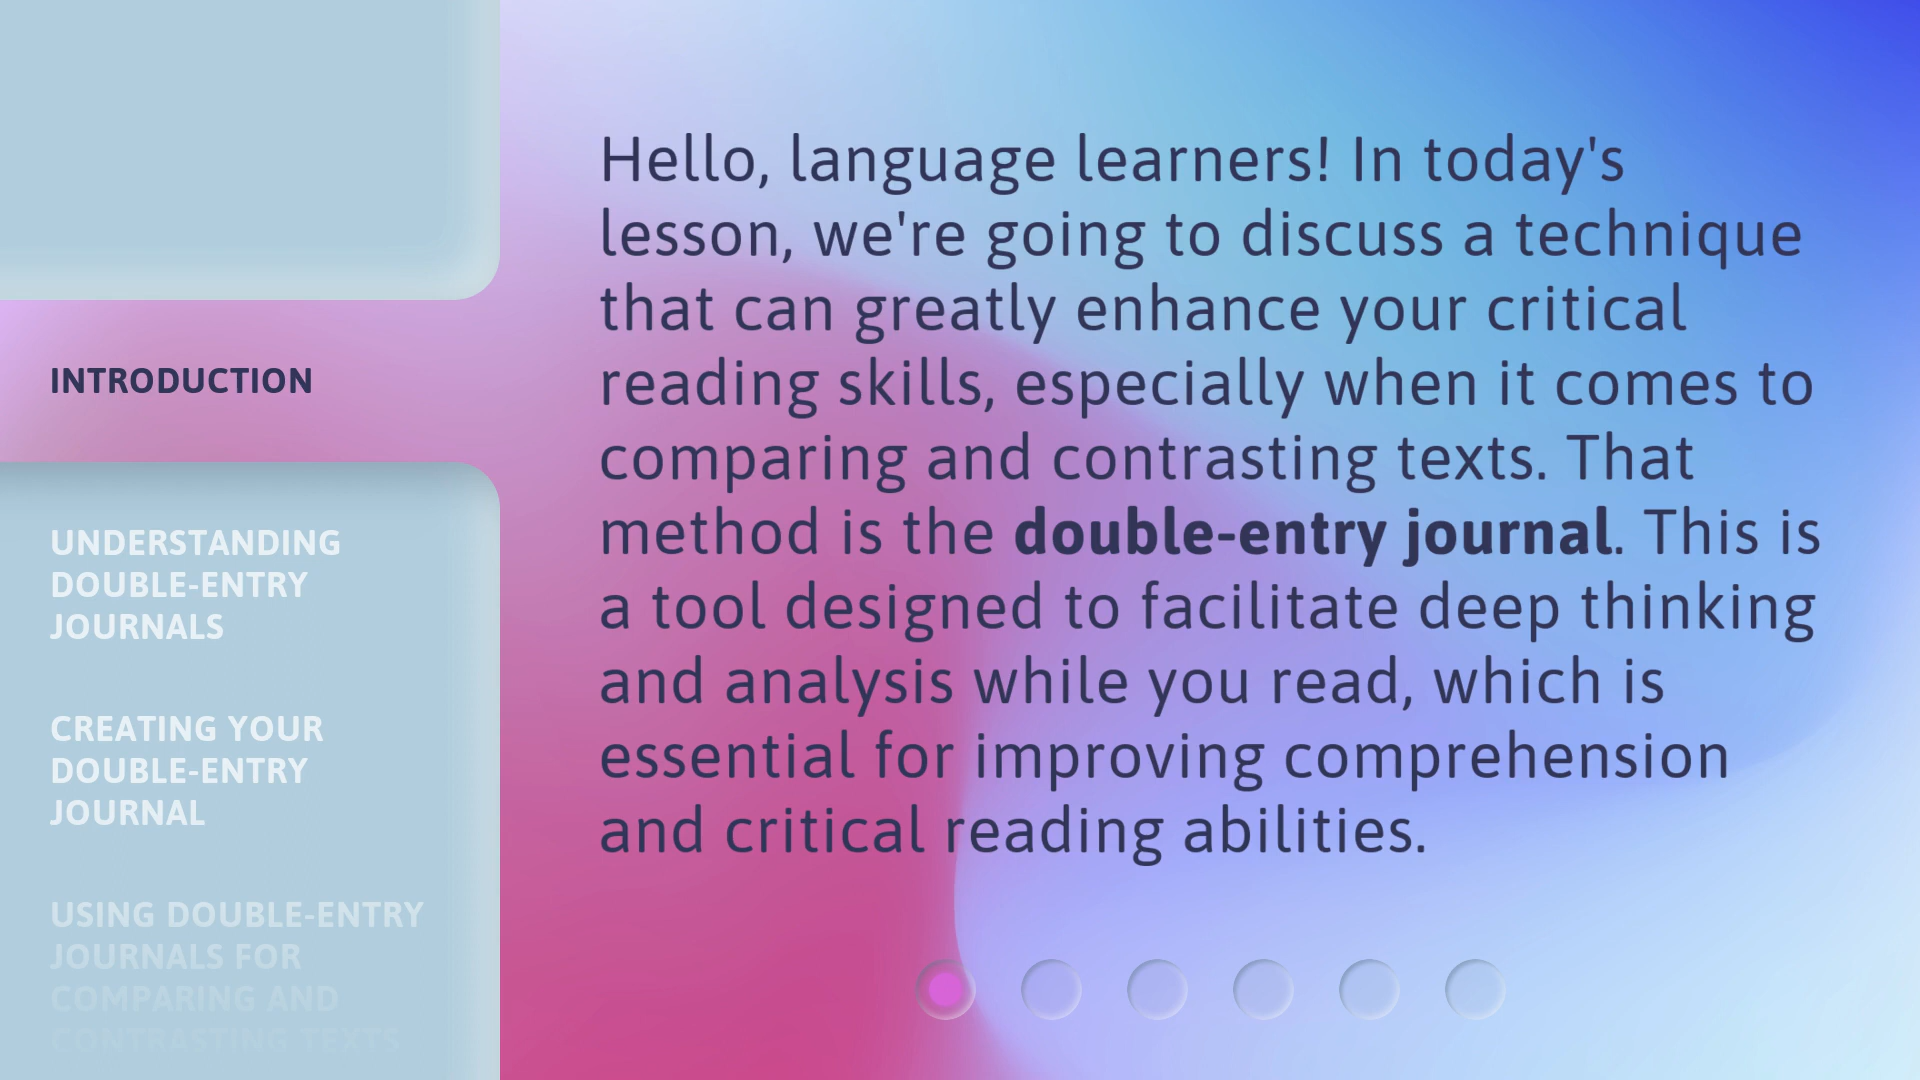 INTRODUCTION
UNDERSTANDING
DOUBLE-ENTRY
JOURNALS
CREATING YOUR
DOUBLE-ENTRY
JOURNAL
USING DOUBLE-ENTRY
JOURNALS FOR
COMPARING AND
CONTRASTING TEXTS
Hello, language learners! In today's
lesson, we're going to discuss a technique
that can greatly enhance your critical
reading skills, especially when it comes to
comparing and contrasting texts. That
method is the double-entry journal. This is
a tool designed to facilitate deep thinking
and analysis while you read, which is
essential for improving comprehension
and critical reading abilities.